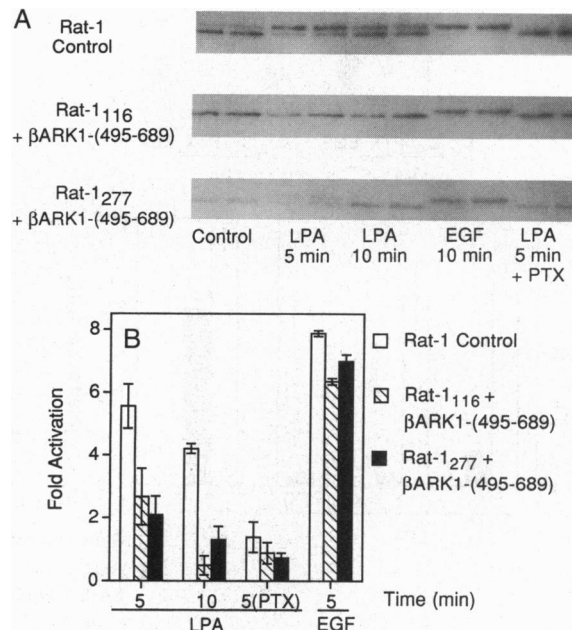 A
Rat-1
Control
Rat-1116
+ βARK1-(495-689)
Rat-1277
+ βARK1-(495-689)
Control
LPA
5 min
LPA
10 min
EGF
10 min
LPA
5 min
+ PTX
B
8
6
4
2
0
Fold Activation
Rat-1 Control
Rat-1116 +
βARK1-(495-689)
Rat-1277 +
βARK1-(495-689)
5 10 5(PTX) 5 Time (min)
LPA EGF